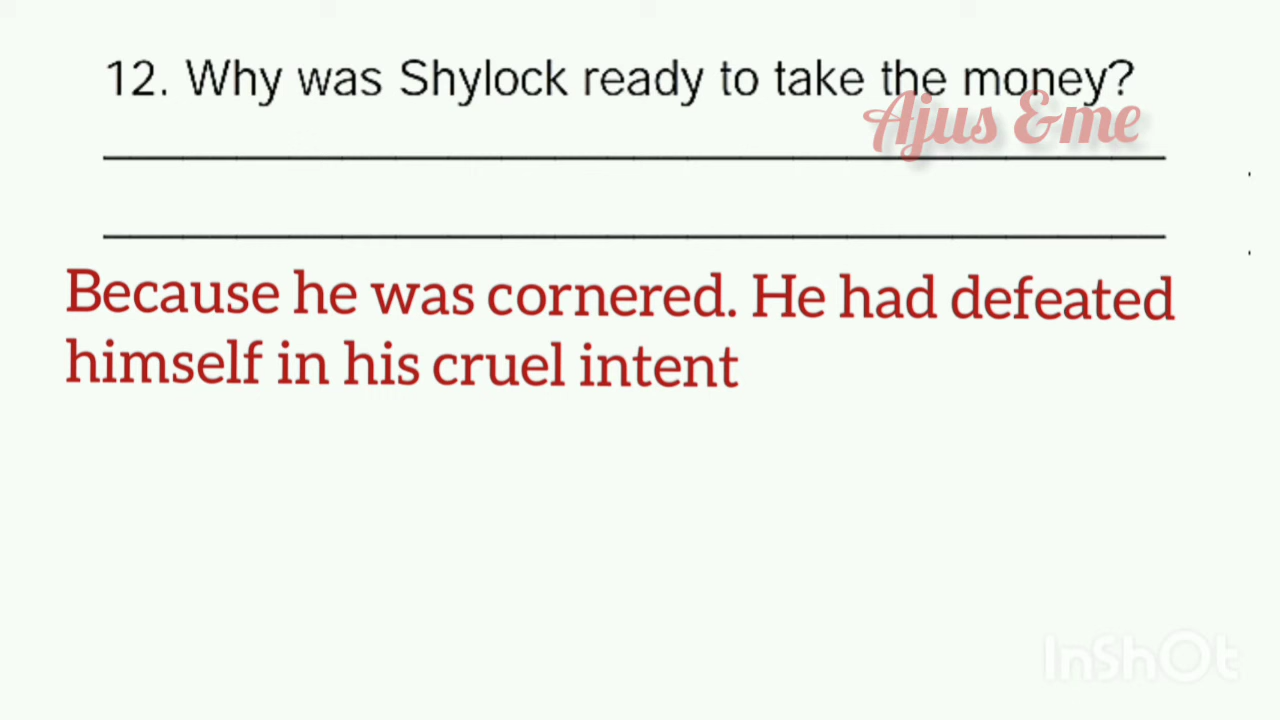 12. Why was Shylock ready to take the money?
Ajus &me
Because he was cornered. He had defeated
himself in his cruel intent
InShOt